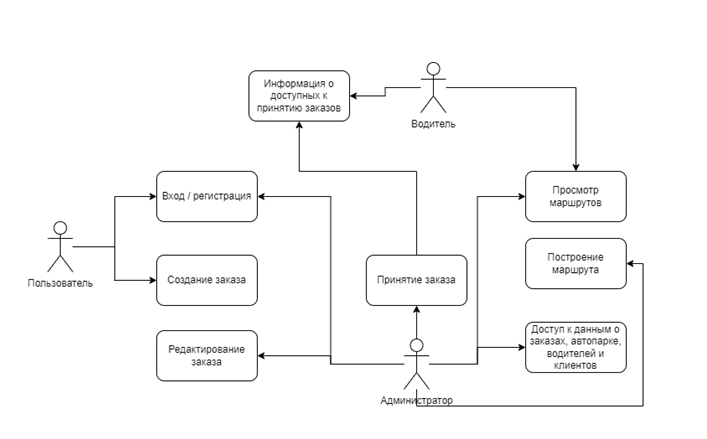 Информация о
доступных к
принятию заказов
Водитель
Вход / регистрация
Просмотр
маршрутов
Пользователь
Создание заказа
Принятие заказа
Построение
маршрута
Редактирование
заказа
Доступ к данным о
заказах, автопарке,
водителей и
клиентов
Администратор